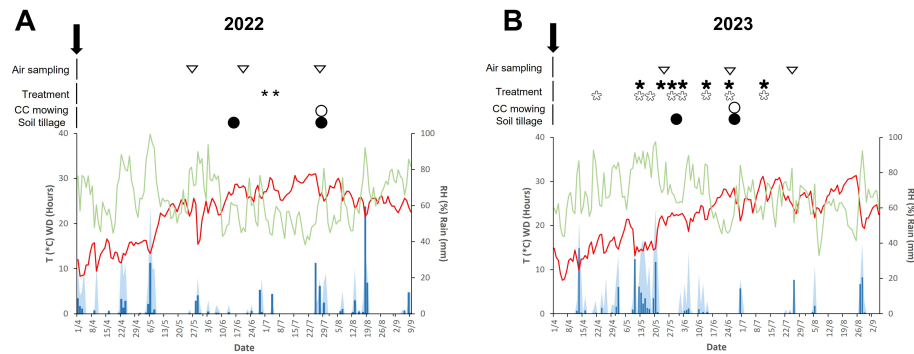 A
2022
Air sampling
Treatment
* *
CC mowing
Soil tillage
T (°C) WD (Hours)
40
30
20
10
0
RH (%) Rain (mm)
100
80
60
40
20
0
1/4 8/4 15/4 22/4 29/4 6/5 13/5 20/5 27/5 3/6 10/6 17/6 24/6 1/7 8/7 15/7 22/7 29/7 5/8 12/8 19/8 26/8 2/9 9/9
Date
B
2023
Air sampling
Treatment
CC mowing
Soil tillage
T (°C) WD (Hours)
40
30
20
10
0
RH (%) Rain (mm)
100
80
60
40
20
0
1/4 8/4 15/4 22/4 29/4 6/5 13/5 20/5 27/5 3/6 10/6 17/6 24/6 1/7 8/7 15/7 22/7 29/7 5/8 12/8 19/8 26/8 2/9
Date